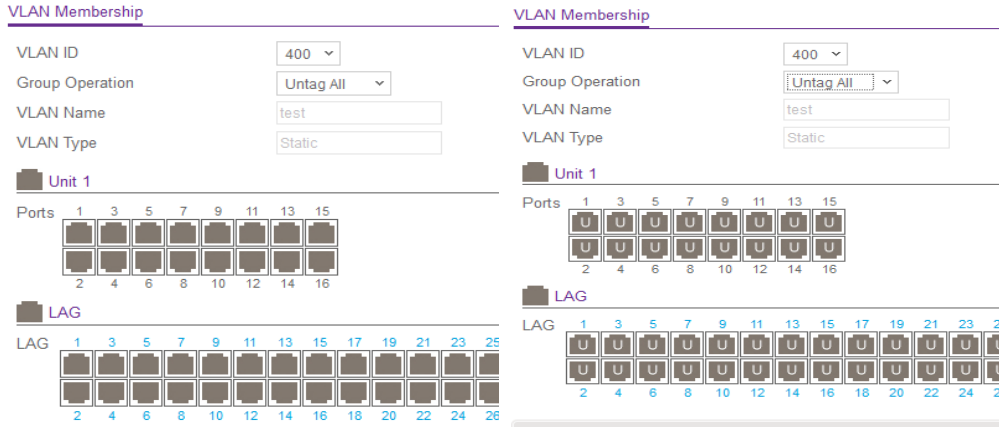 VLAN Membership
VLAN ID 400
Group Operation Untag All
VLAN Name test
VLAN Type Static
Unit 1
Ports 1 3 5 7 9 11 13 15
2 4 6 8 10 12 14 16
LAG
LAG 1 3 5 7 9 11 13 15 17 19 21 23 25
2 4 6 8 10 12 14 16 18 20 22 24 26
VLAN Membership
VLAN ID 400
Group Operation Untag All
VLAN Name test
VLAN Type Static
Unit 1
Ports 1 3 5 7 9 11 13 15
U U U U U U U U
U U U U U U U U
2 4 6 8 10 12 14 16
LAG
LAG 1 3 5 7 9 11 13 15 17 19 21 23
U U U U U U U U U U U U U
U U U U U U U U U U U U U
2 4 6 8 10 12 14 16 18 20 22 24